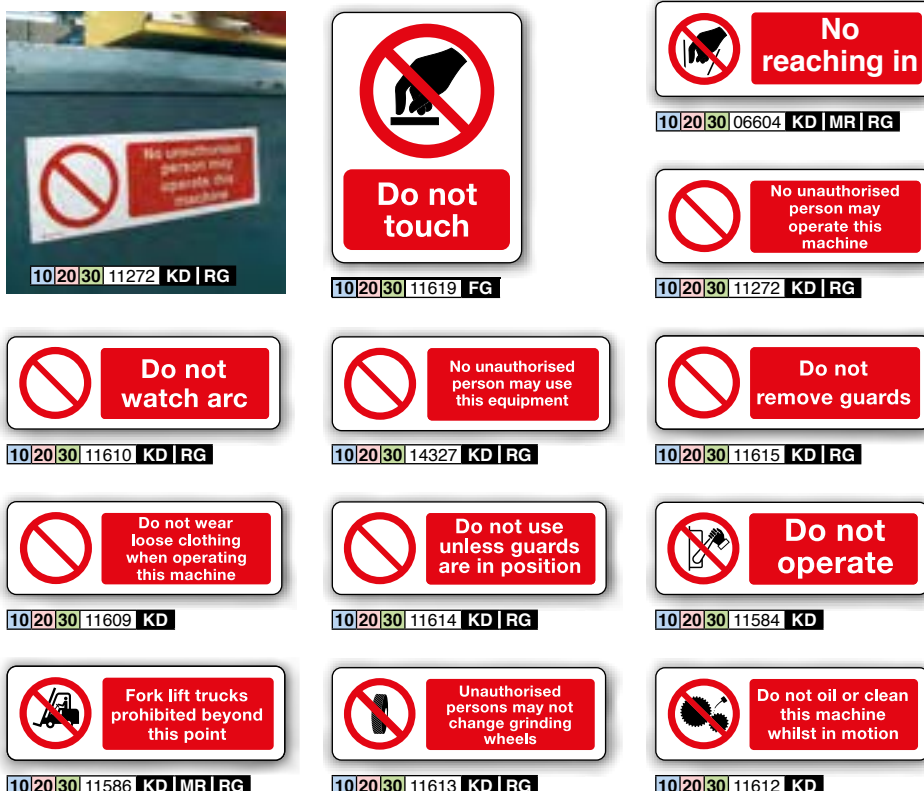 No unauthorised
person may
operate this
machine
10 20 30 11272 KD | RG
Do not
touch
10 20 30 11619 FG
No
reaching in
10 20 30 06604 KD | MR | RG
No unauthorised
person may
operate this
machine
10 20 30 11272 KD | RG
Do not
watch arc
10 20 30 11610 KD | RG
No unauthorised
person may use
this equipment
10 20 30 14327 KD | RG
Do not
remove guards
10 20 30 11615 KD | RG
Do not wear
loose clothing
when operating
this machine
10 20 30 11609 KD
Do not use
unless guards
are in position
10 20 30 11614 KD | RG
Do not
operate
10 20 30 11584 KD
Fork lift trucks
prohibited beyond
this point
10 20 30 11586 KD | MR | RG
Unauthorised
persons may not
change grinding
wheels
10 20 30 11613 KD | RG
Do not oil or clean
this machine
whilst in motion
10 20 30 11612 KD